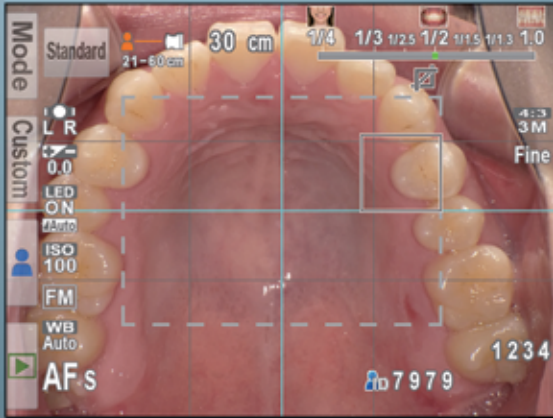 Mode
Standard
21-60cm
30 cm
1/4 1/3 1/2.5 1/2 1/1.5 1/1.3 1.0
L R
4:3
3M
Fine
Custom
0.0
LED
ON
Auto
ISO
100
FM
WB
Auto
AF s
1234
ID 7979